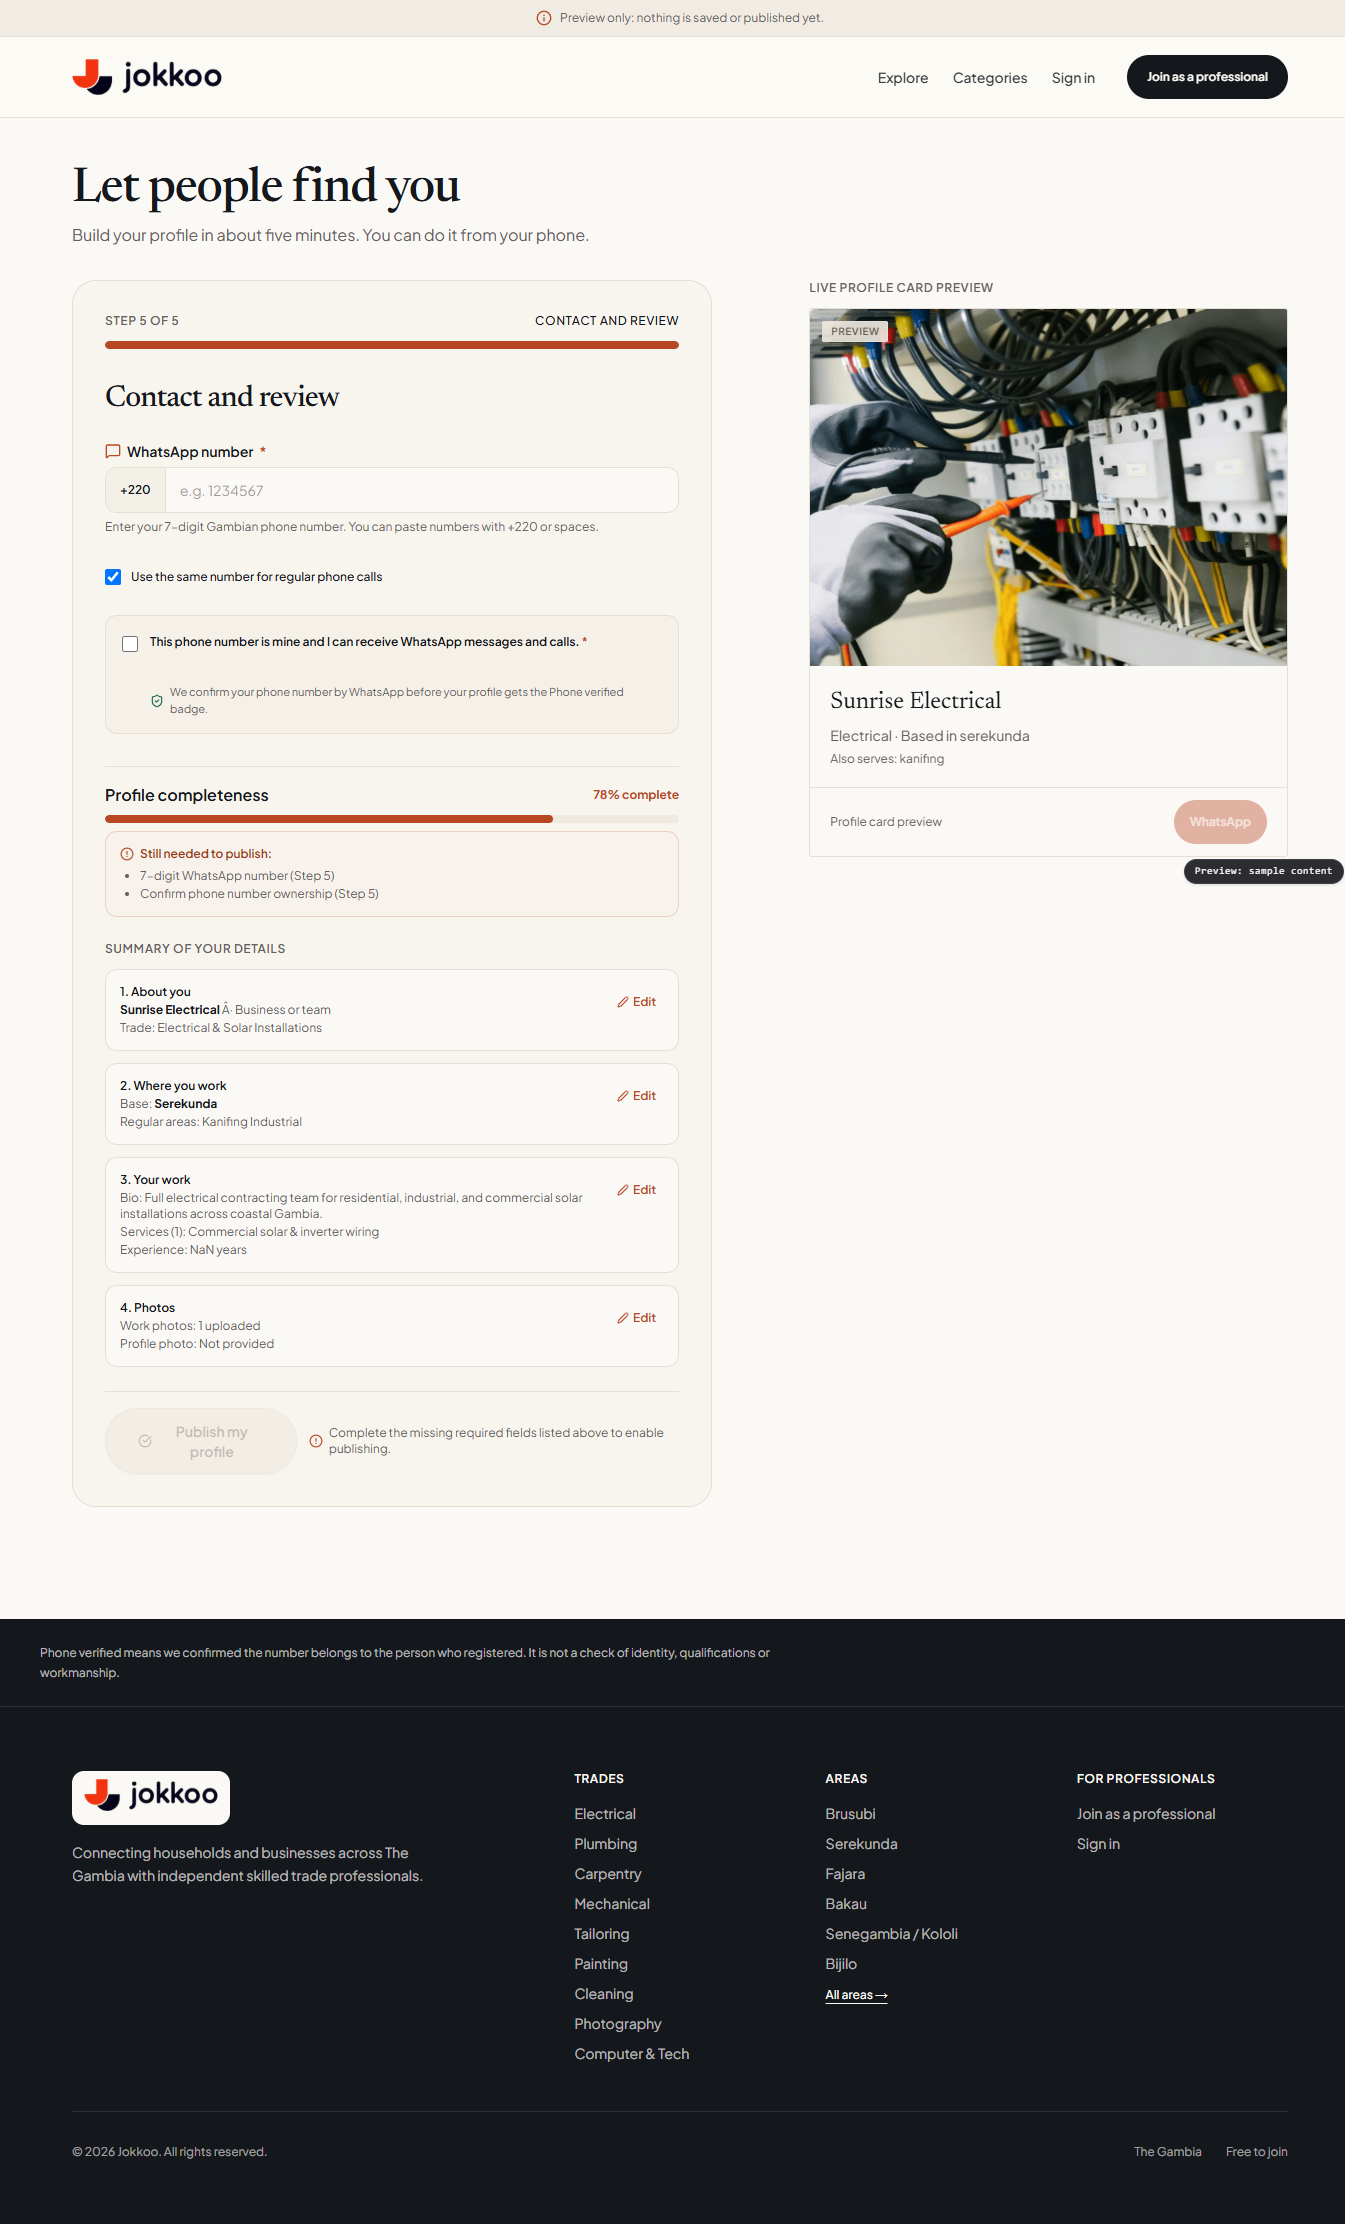 Preview only: nothing is saved or published yet.
jokkoo
Explore
Categories
Sign in
Join as a professional
Let people find you
Build your profile in about five minutes. You can do it from your phone.
STEP 5 OF 5
CONTACT AND REVIEW
Contact and review
WhatsApp number *
+220
e.g. 1234567
Enter your 7-digit Gambian phone number. You can paste numbers with +220 or spaces.
Use the same number for regular phone calls
This phone number is mine and I can receive WhatsApp messages and calls. *
We confirm your phone number by WhatsApp before your profile gets the Phone verified
badge.
Profile completeness
78% complete
Still needed to publish:
• 7-digit WhatsApp number (Step 5)
• Confirm phone number ownership (Step 5)
SUMMARY OF YOUR DETAILS
1. About you
Sunrise Electrical Â· Business or team
Trade: Electrical & Solar Installations
Edit
2. Where you work
Base: Serekunda
Regular areas: Kanifing Industrial
Edit
3. Your work
Bio: Full electrical contracting team for residential, industrial, and commercial solar
installations across coastal Gambia.
Services (1): Commercial solar & inverter wiring
Experience: NaN years
Edit
4. Photos
Work photos: 1 uploaded
Profile photo: Not provided
Edit
Publish my
profile
Complete the missing required fields listed above to enable
publishing.
LIVE PROFILE CARD PREVIEW
PREVIEW
Sunrise Electrical
Electrical · Based in serekunda
Also serves: kanifing
Profile card preview
WhatsApp
Preview: sample content
Phone verified means we confirmed the number belongs to the person who registered. It is not a check of identity, qualifications or
workmanship.
jokkoo
Connecting households and businesses across The
Gambia with independent skilled trade professionals.
TRADES
Electrical
Plumbing
Carpentry
Mechanical
Tailoring
Painting
Cleaning
Photography
Computer & Tech
AREAS
Brusubi
Serekunda
Fajara
Bakau
Senegambia / Kololi
Bijilo
All areas →
FOR PROFESSIONALS
Join as a professional
Sign in
© 2026 Jokkoo. All rights reserved.
The Gambia
Free to join